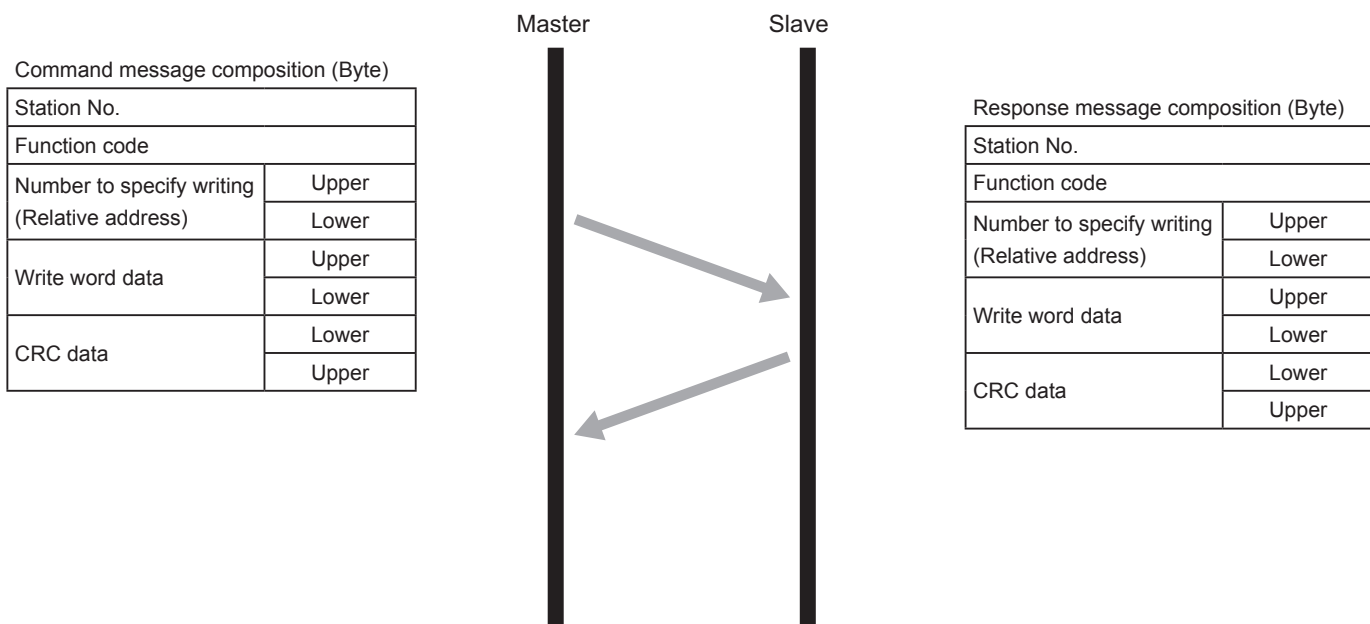 Master
Slave
Command message composition (Byte)
Station No.
Function code
Number to specify writing
(Relative address)
Upper
Lower
Write word data
Upper
Lower
CRC data
Lower
Upper
Response message composition (Byte)
Station No.
Function code
Number to specify writing
(Relative address)
Upper
Lower
Write word data
Upper
Lower
CRC data
Lower
Upper